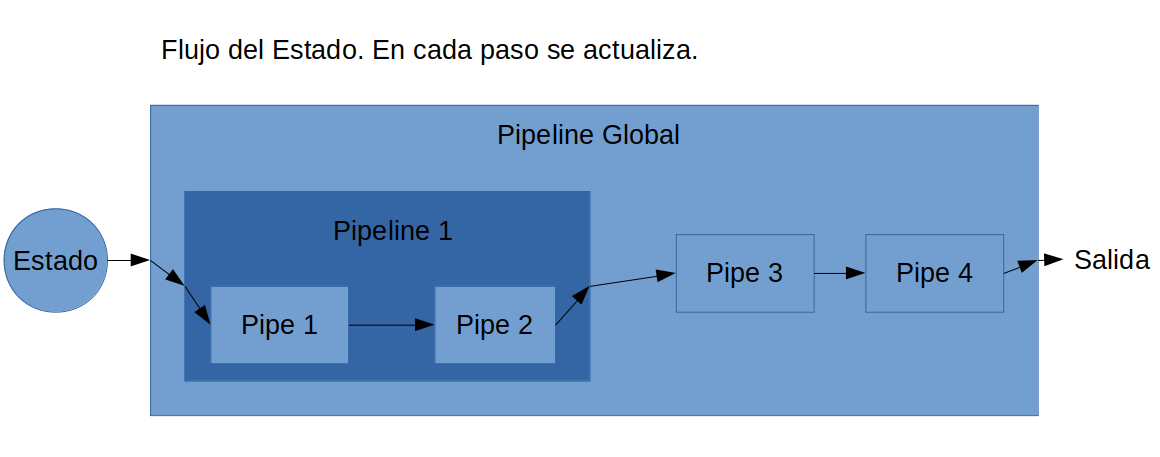 Flujo del Estado. En cada paso se actualiza.
Pipeline Global
Pipeline 1
Estado
Pipe 1
Pipe 2
Pipe 3
Pipe 4
Salida